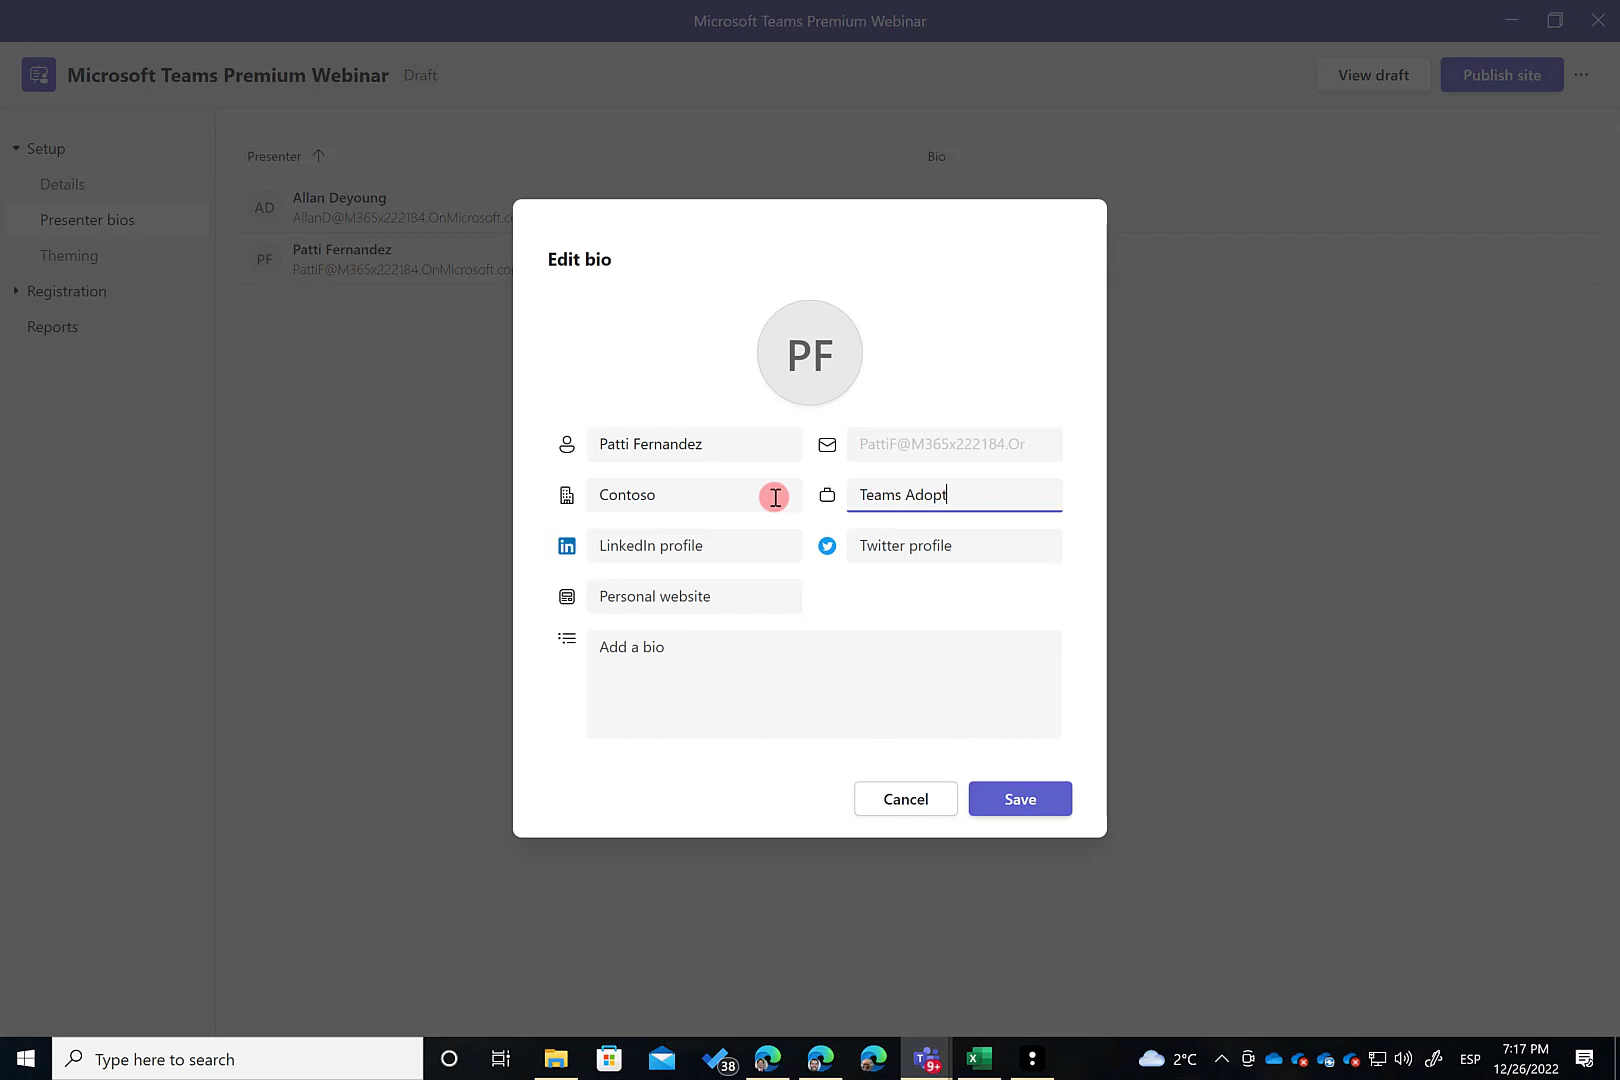 Microsoft Teams Premium Webinar
Microsoft Teams Premium Webinar Draft
View draft
Publish site
Setup
Details
Presenter bios
Theming
Registration
Reports
Presenter
Bio
AD
Allan Deyoung
AllanD@M365x222184.OnMicrosoft.co
PF
Patti Fernandez
PattiF@M365x222184.OnMicrosoft.co
Edit bio
PF
Patti Fernandez
PattiF@M365x222184.Or
Contoso
Teams Adopt
LinkedIn profile
Twitter profile
Personal website
Add a bio
Cancel
Save
Type here to search
38
9+
2°C
ESP
7:17 PM
12/26/2022